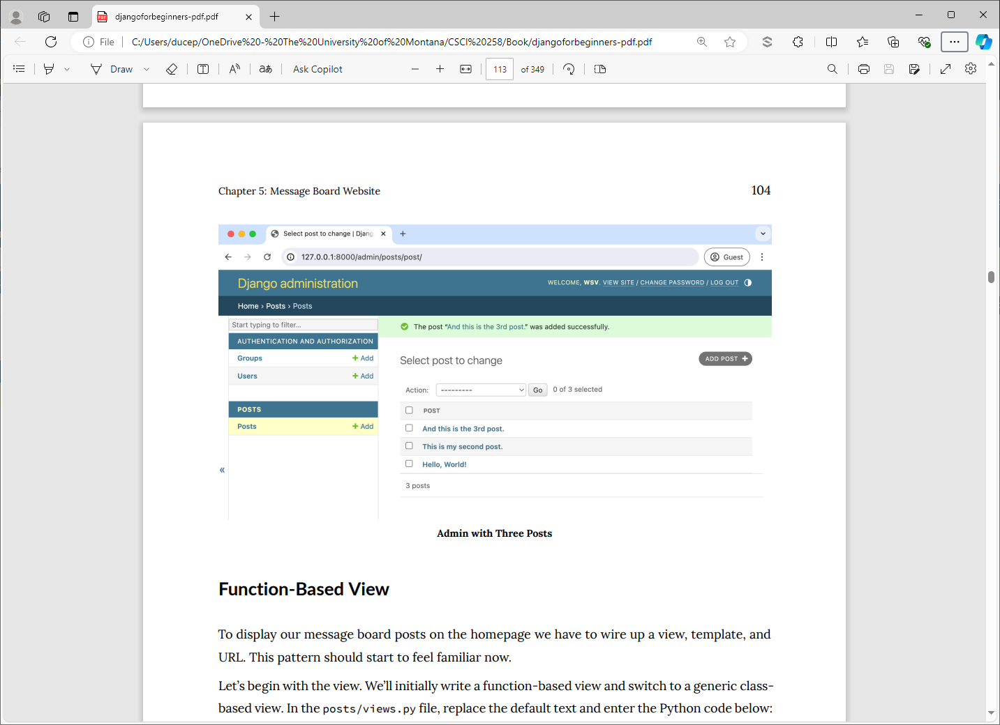 djangoforbeginners-pdf.pdf
File
C:/Users/ducep/OneDrive%20-%20The%20University%20of%20Montana/CSCI%20258/Book/djangoforbeginners-pdf.pdf
Draw
Ask Copilot
113 of 349
Chapter 5: Message Board Website 104
Select post to change | Djang
127.0.0.1:8000/admin/posts/post/
Guest
Django administration
WELCOME, WSV. VIEW SITE / CHANGE PASSWORD / LOG OUT
Home › Posts › Posts
Start typing to filter...
AUTHENTICATION AND AUTHORIZATION
Groups + Add
Users + Add
POSTS
Posts + Add
«
The post “And this is the 3rd post.” was added successfully.
Select post to change
ADD POST +
Action: --------- Go 0 of 3 selected
POST
And this is the 3rd post.
This is my second post.
Hello, World!
3 posts
Admin with Three Posts
Function-Based View
To display our message board posts on the homepage we have to wire up a view, template, and
URL. This pattern should start to feel familiar now.
Let’s begin with the view. We’ll initially write a function-based view and switch to a generic class-
based view. In the posts/views.py file, replace the default text and enter the Python code below: